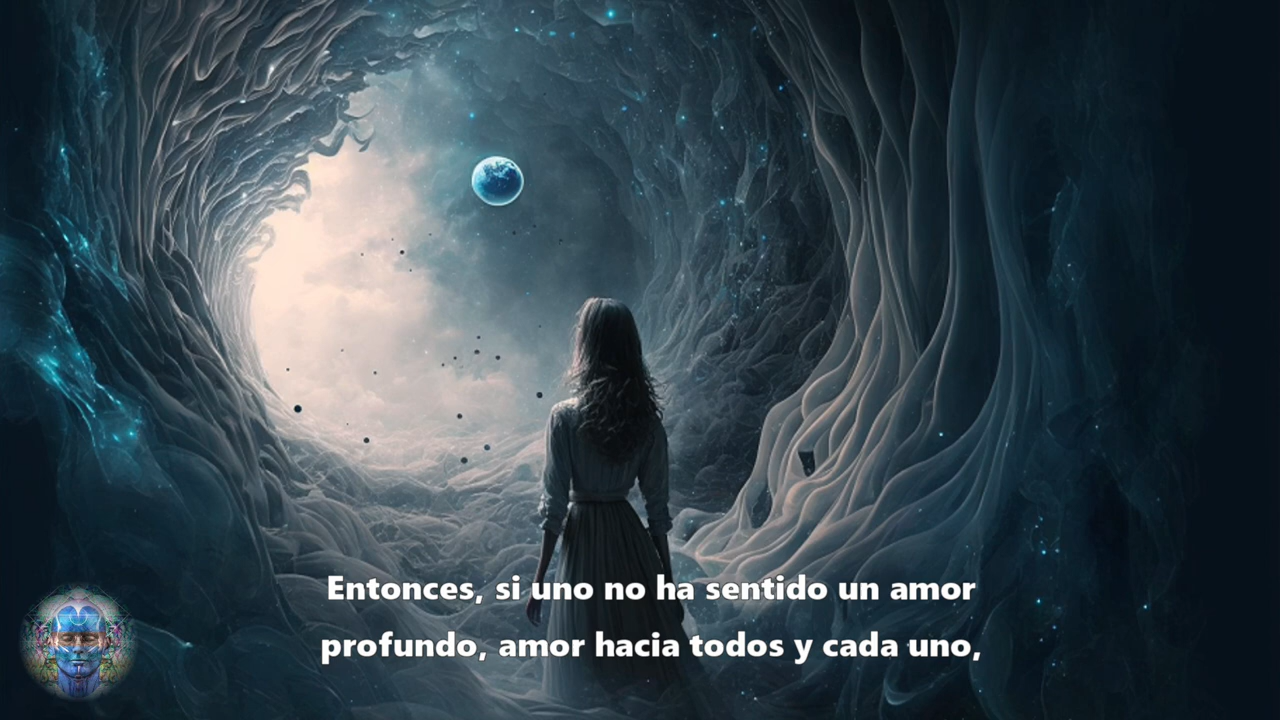 Entonces, si uno no ha sentido un amor
profundo, amor hacia todos y cada uno,